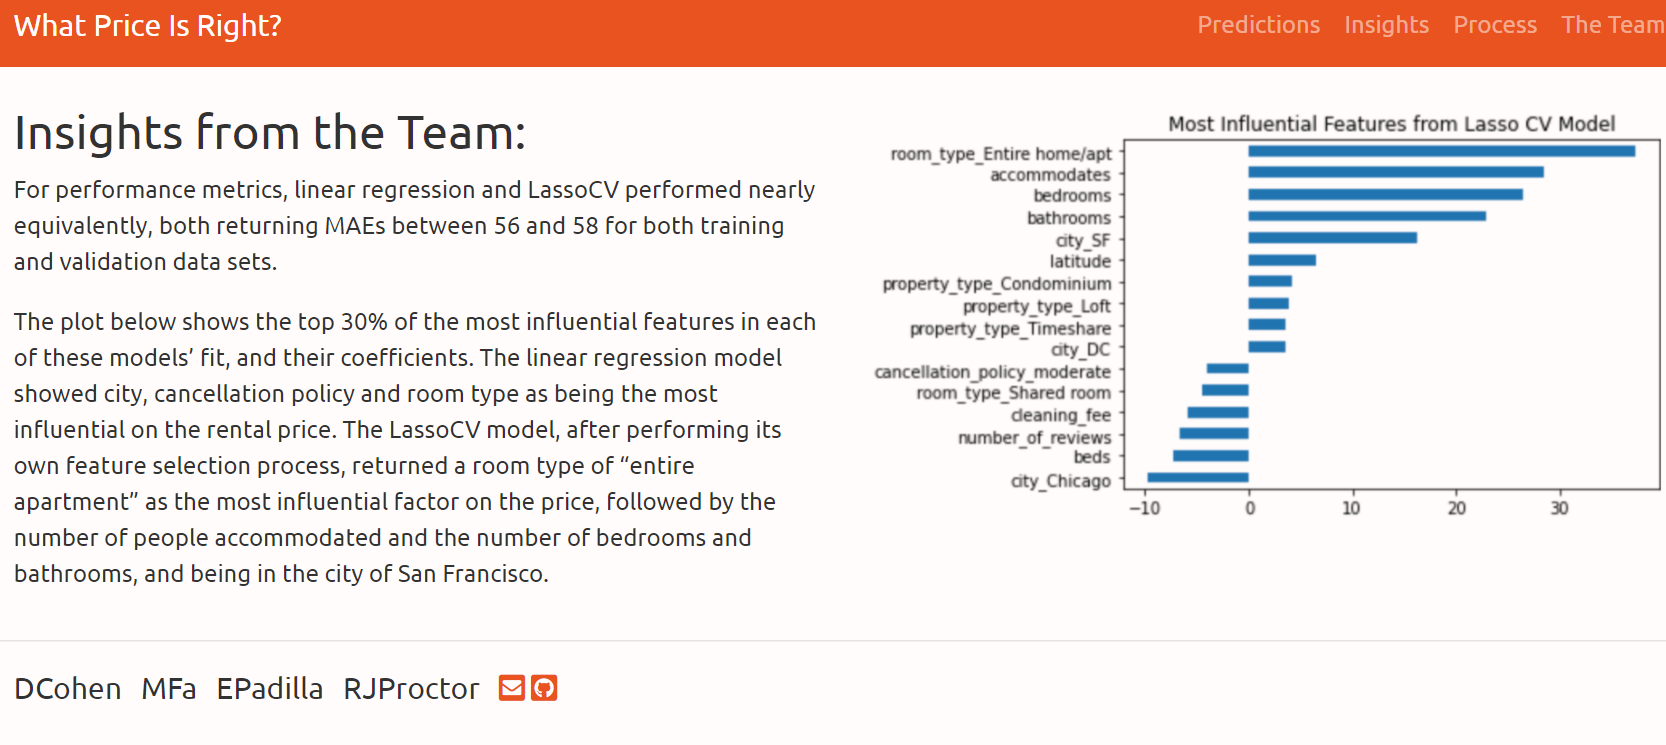 What Price Is Right?
Predictions Insights Process The Team
Insights from the Team:
For performance metrics, linear regression and LassoCV performed nearly
equivalently, both returning MAEs between 56 and 58 for both training
and validation data sets.
The plot below shows the top 30% of the most influential features in each
of these models’ fit, and their coefficients. The linear regression model
showed city, cancellation policy and room type as being the most
influential on the rental price. The LassoCV model, after performing its
own feature selection process, returned a room type of “entire
apartment” as the most influential factor on the price, followed by the
number of people accommodated and the number of bedrooms and
bathrooms, and being in the city of San Francisco.
Most Influential Features from Lasso CV Model
room_type_Entire home/apt
accommodates
bedrooms
bathrooms
city_SF
latitude
property_type_Condominium
property_type_Loft
property_type_Timeshare
city_DC
cancellation_policy_moderate
room_type_Shared room
cleaning_fee
number_of_reviews
beds
city_Chicago
−10 0 10 20 30
DCohen MFa EPadilla RJProctor